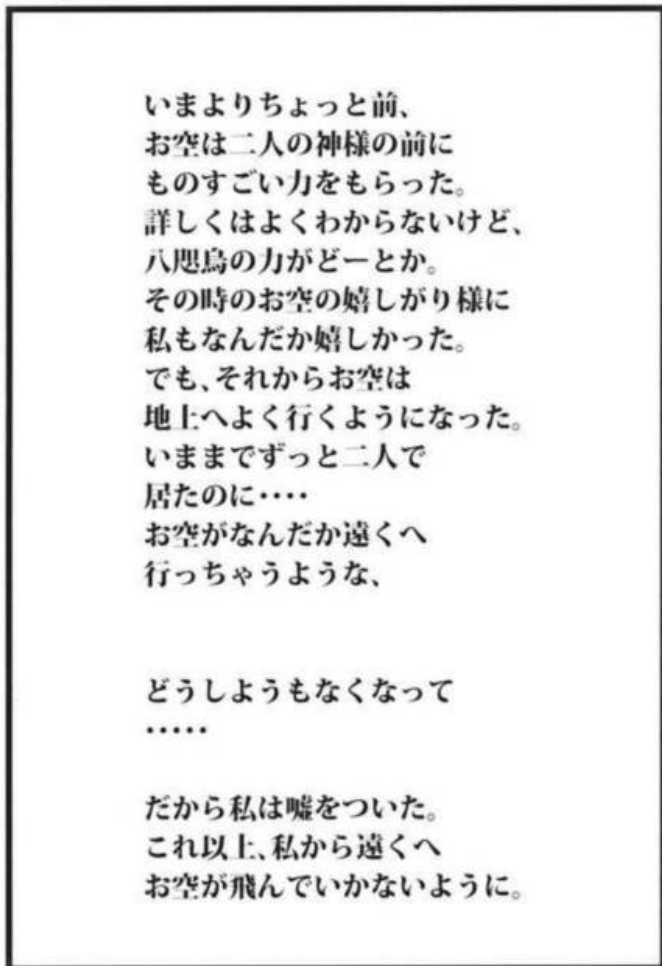 いまよりちょっと前、
お空は二人の神様の前に
ものすごい力をもらった。
詳しくはよくわからないけど、
八咫烏の力がどーとか。
その時のお空の嬉しがり様に
私もなんだか嬉しかった。
でも、それからお空は
地上へよく行くようになった。
いままでずっと二人で
居たのに‥‥
お空がなんだか遠くへ
行っちゃうような、
どうしようもなくなって
・・・・・
だから私は嘘をついた。
これ以上、私から遠くへ
お空が飛んでいかないように。